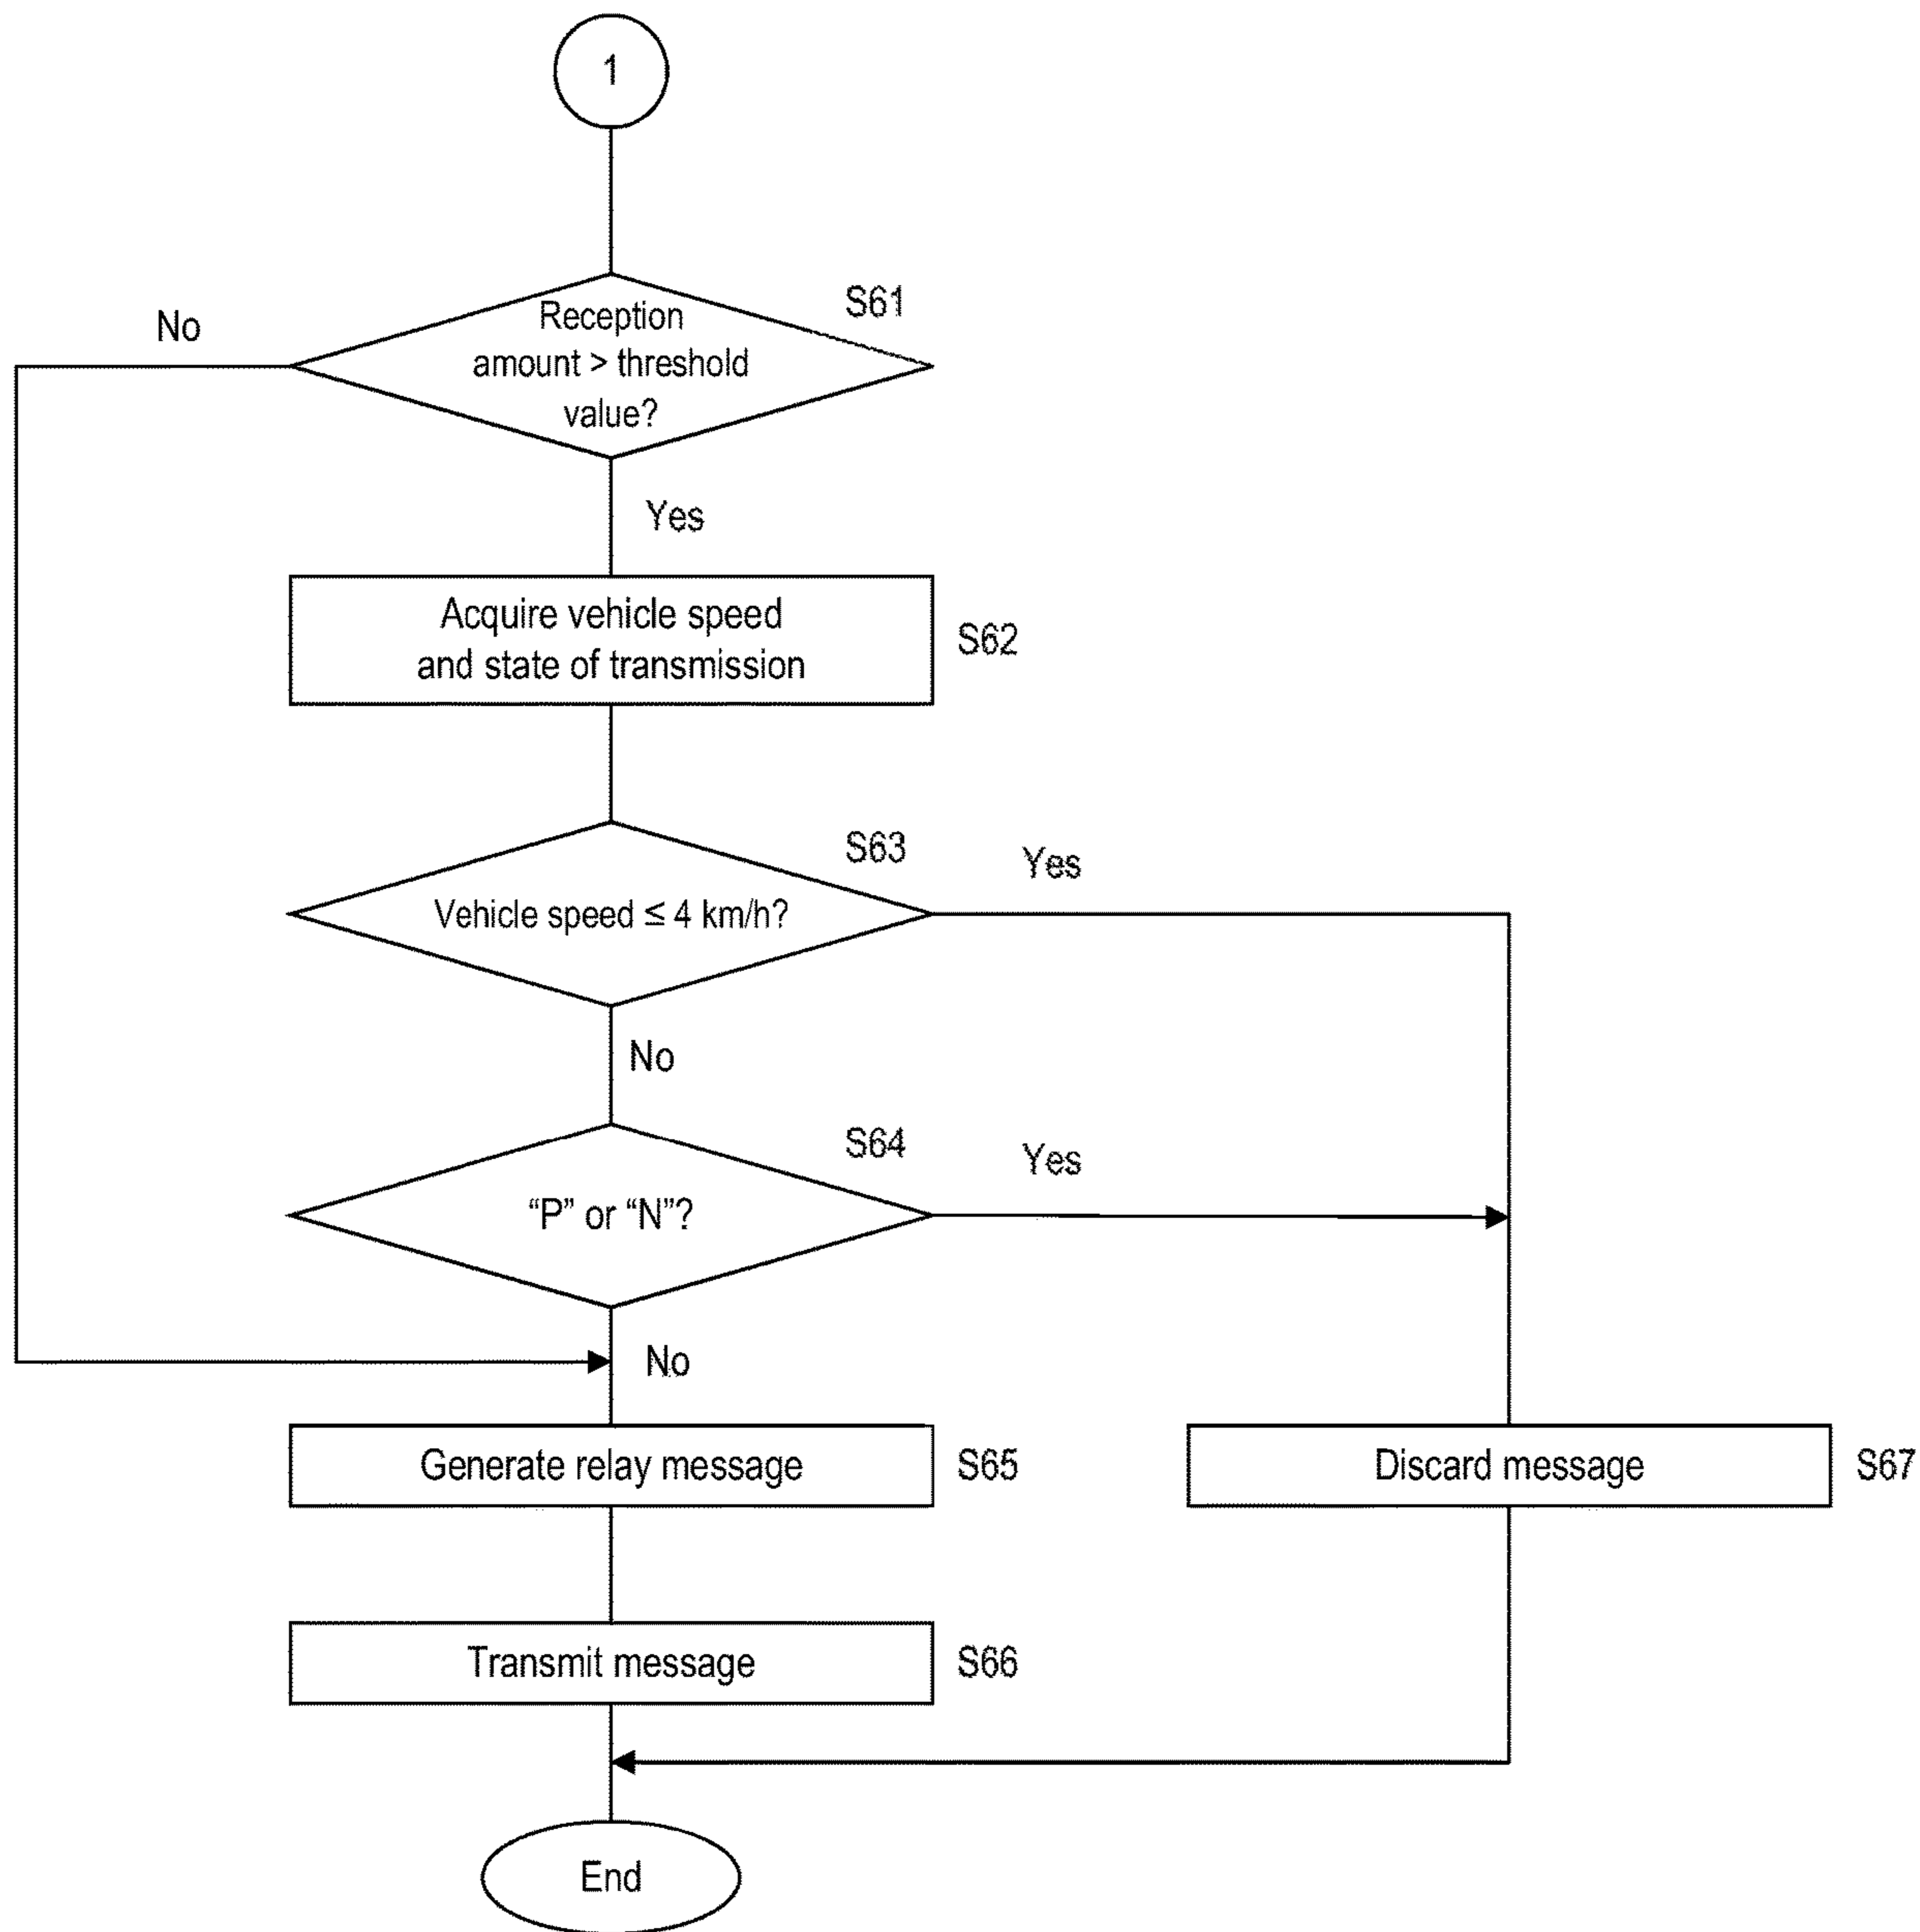 1
S61
No
Reception
amount > threshold
value?
Yes
Acquire vehicle speed
and state of transmission
S62
S63
Yes
Vehicle speed ≤ 4 km/h?
No
S64
Yes
“P” or “N”?
No
Generate relay message
S65
Discard message
S67
Transmit message
S66
End